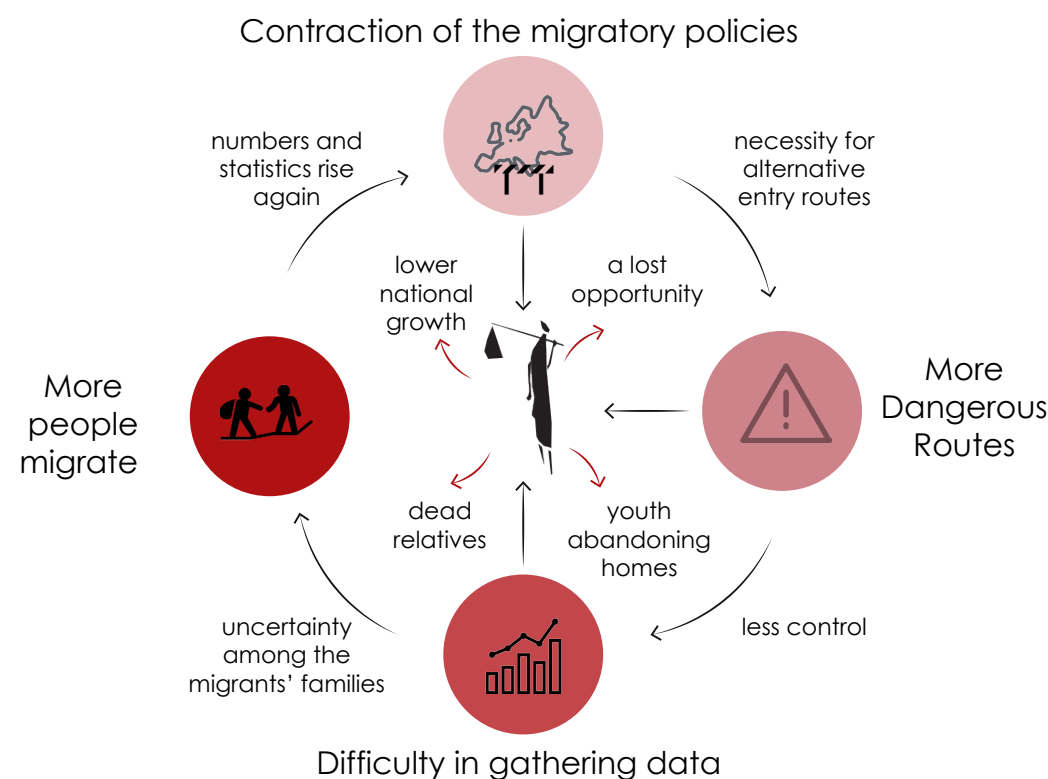 Contraction of the migratory policies
numbers and
statistics rise
again
necessity for
alternative
entry routes
lower
national
growth
a lost
opportunity
More
people
migrate
More
Dangerous
Routes
dead
relatives
youth
abandoning
homes
uncertainty
among the
migrants’ families
less control
Difficulty in gathering data